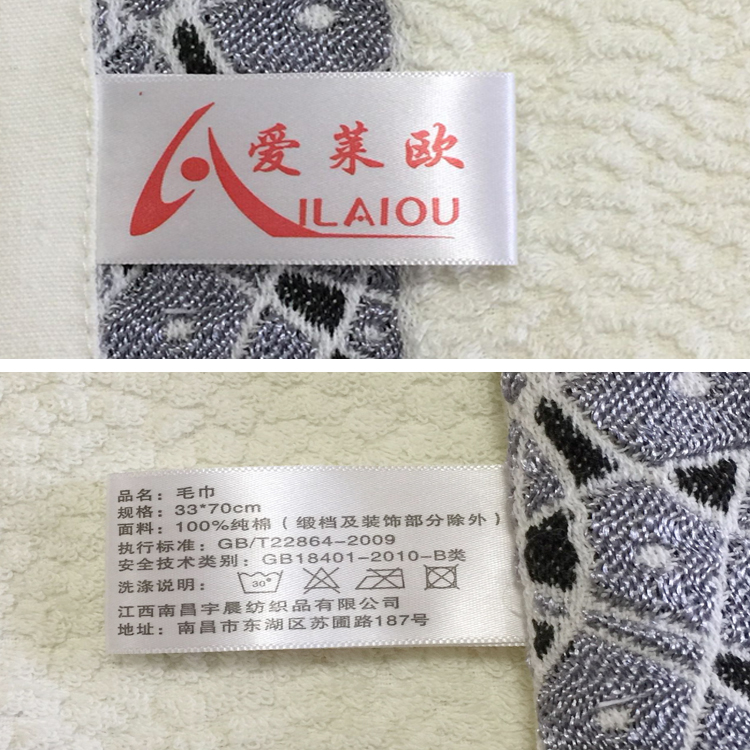 爱莱欧
ILAIOU
品名：毛巾
规格：33*70cm
面料：100%纯棉（缎档及装饰部分除外）
执行标准：GB/T22864-2009
安全技术类别：GB18401-2010-B类
洗涤说明：30°
江西南昌宇晨纺织品有限公司
地址：南昌市东湖区苏圃路187号